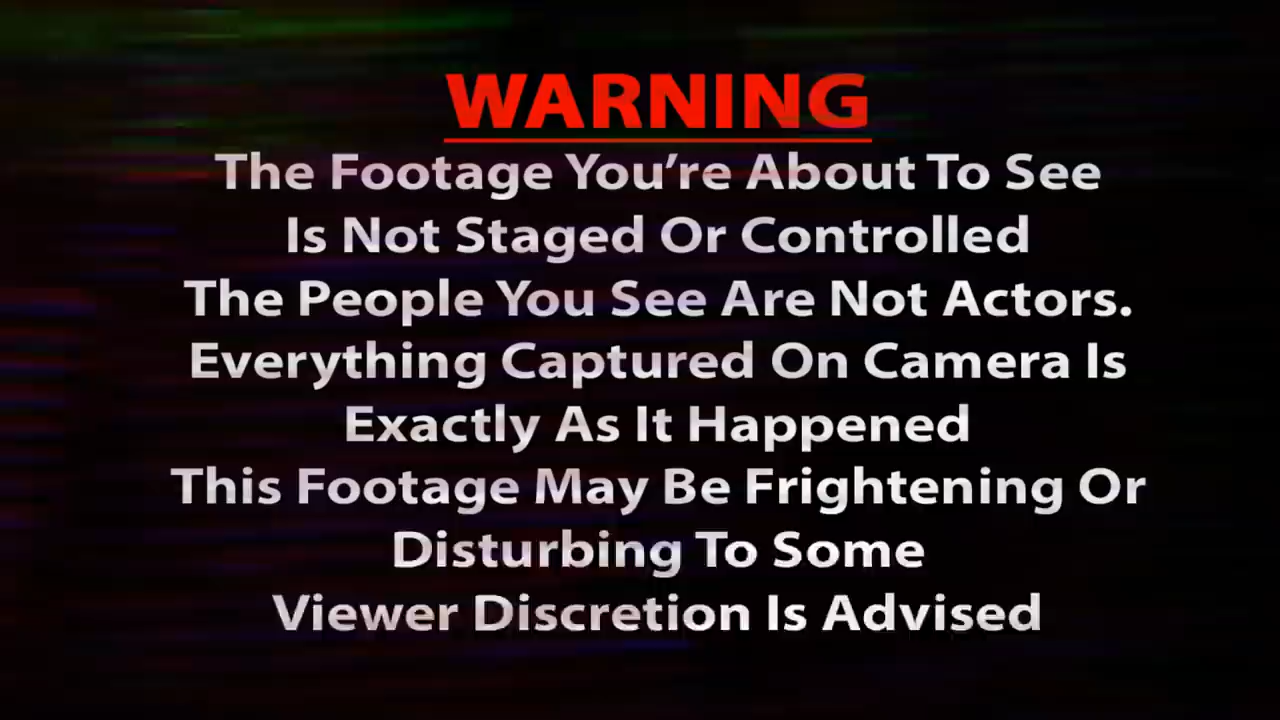 WARNING
The Footage You’re About To See
Is Not Staged Or Controlled
The People You See Are Not Actors.
Everything Captured On Camera Is
Exactly As It Happened
This Footage May Be Frightening Or
Disturbing To Some
Viewer Discretion Is Advised